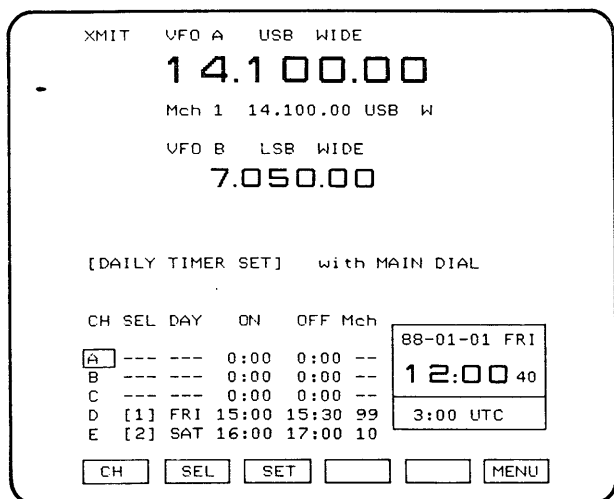 XMIT VFO A USB WIDE
14.100.00
Mch 1 14.100.00 USB W
VFO B LSB WIDE
7.050.00
[DAILY TIMER SET] with MAIN DIAL
CH SEL DAY ON OFF Mch
A --- --- 0:00 0:00 --
B --- --- 0:00 0:00 --
C --- --- 0:00 0:00 --
D [1] FRI 15:00 15:30 99
E [2] SAT 16:00 17:00 10
88-01-01 FRI
12:00 40
3:00 UTC
CH SEL SET MENU